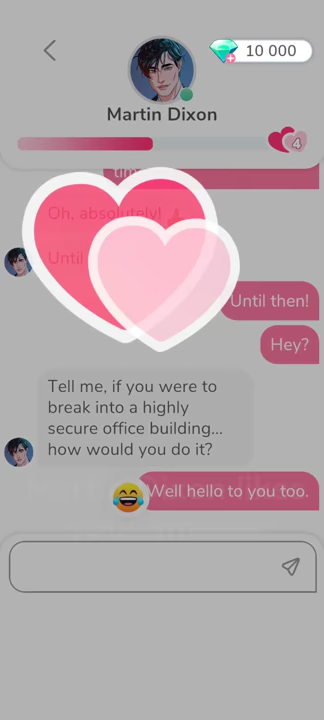 10 000
Martin Dixon
4
Oh, absolutely!
Until
Until then!
Hey?
Tell me, if you were to
break into a highly
secure office building...
how would you do it?
Well hello to you too.